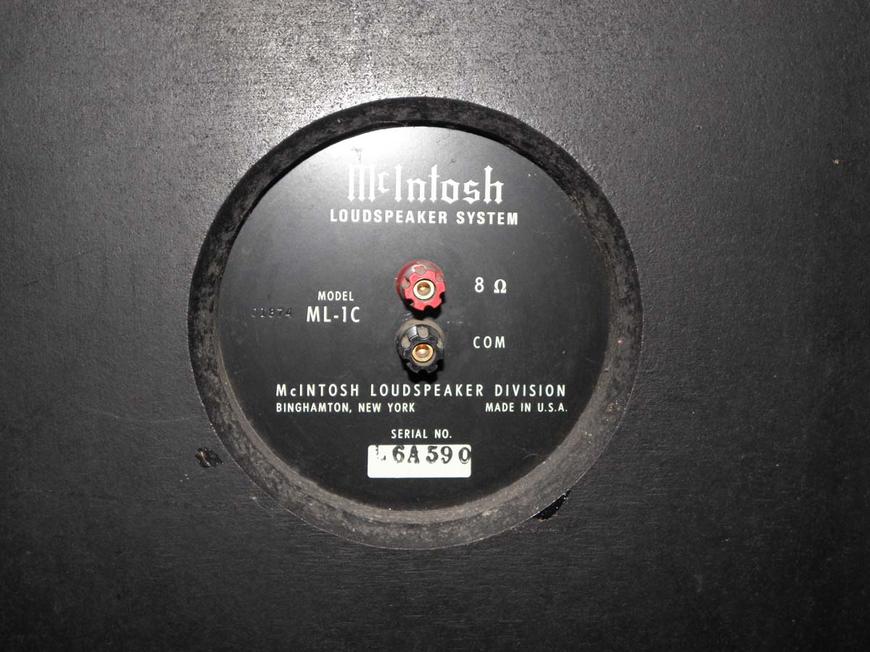 McIntosh
LOUDSPEAKER SYSTEM
8 Ω
MODEL
ML-1C
COM
McINTOSH LOUDSPEAKER DIVISION
BINGHAMTON, NEW YORK MADE IN U.S.A.
SERIAL NO.
L6A590